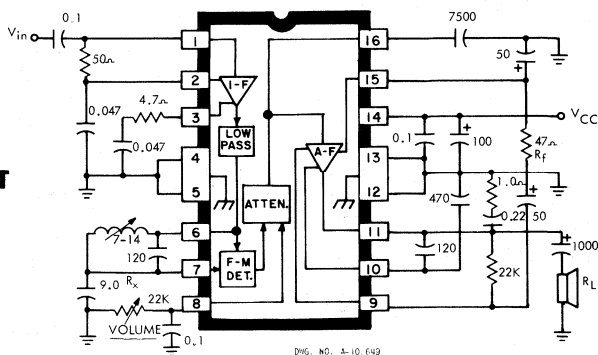 0.1
7500
Vin
1
16
50Ω
50
+
2
I-F
15
3
4.7Ω
14
VCC
0.047
LOW
PASS
0.1
+
100
47Ω
Rf
A-F
0.047
4
13
T
5
ATTEN.
12
1.0Ω
470
0.22
50
+
6
11
7-14
120
+
1000
9.0
Rx
7
F-M
DET.
10
120
22K
RL
22K
8
9
VOLUME
0.1
DWG. NO. A-10,649